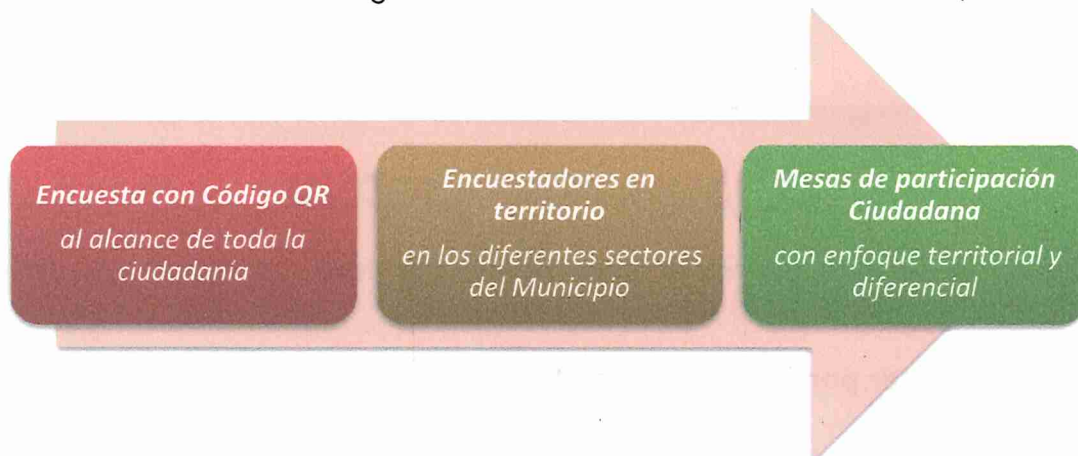 Encuesta con Código QR
al alcance de toda la
ciudadanía
Encuestadores en
territorio
en los diferentes sectores
del Municipio
Mesas de participación
Ciudadana
con enfoque territorial y
diferencial